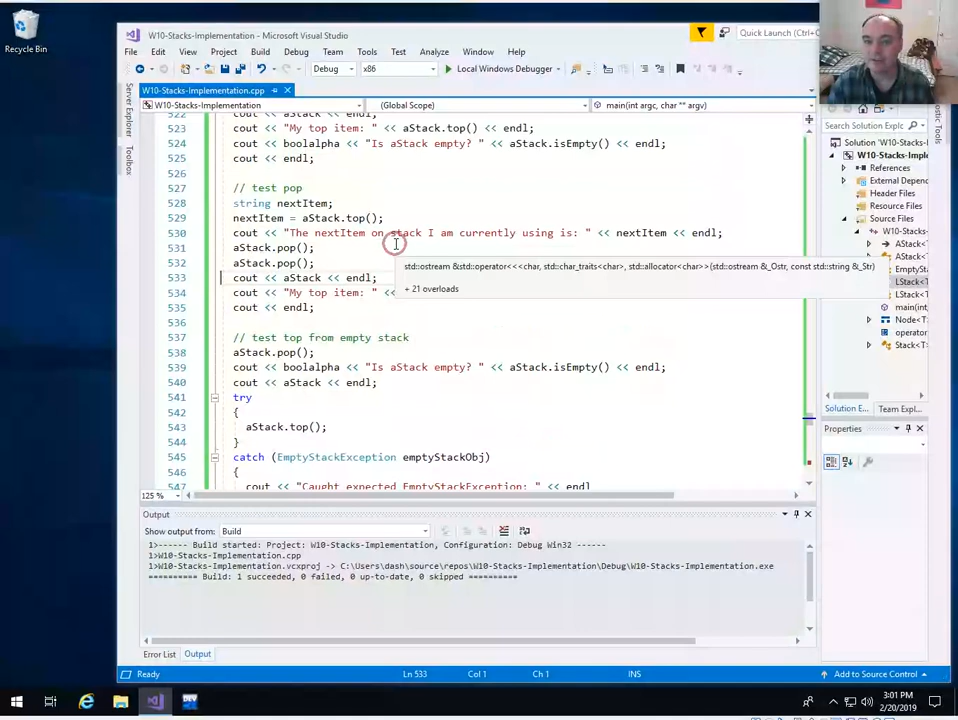 Recycle Bin
W10-Stacks-Implementation.cpp - Microsoft Visual Studio
Quick Launch (Ctrl+
File Edit View Project Build Debug Team Tools Test Analyze Window Help
Debug x86 Local Windows Debugger
W10-Stacks-Implementation.cpp
W10-Stacks-Implementation (Global Scope) main(int argc, char ** argv)
Server Explorer
Toolbox
522 cout << aStack << endl;
523 cout << "My top item: " << aStack.top() << endl;
524 cout << boolalpha << "Is aStack empty? " << aStack.isEmpty() << endl;
525 cout << endl;
526
527 // test pop
528 string nextItem;
529 nextItem = aStack.top();
530 cout << "The nextItem on stack I am currently using is: " << nextItem << endl;
531 aStack.pop();
532 aStack.pop();
533 cout << aStack << endl;
534 cout << "My top item: " <<
535 cout << endl;
536
537 // test top from empty stack
538 aStack.pop();
539 cout << boolalpha << "Is aStack empty? " << aStack.isEmpty() << endl;
540 cout << aStack << endl;
541 try
542 {
543 aStack.top();
544 }
545 catch (EmptyStackException emptyStackObj)
546 {
cout << "Caught expected EmptyStackException: " << endl
std::ostream &std::operator<<<char, std::char_traits<char>, std::allocator<char>>(std::ostream &_Ostr, const std::string &_Str)
+ 21 overloads
125 %
Search Solution Explc
Solution 'W10-Stacks-
W10-Stacks-Imple
References
External Depend
Header Files
Resource Files
Source Files
W10-Stacks-
AStack<T
EmptySta
LStack<T
LStack<T
main(int
Node<T>
operator
Stack<T>
Solution E... Team Expl...
Properties
Output
Show output from: Build
1>------ Build started: Project: W10-Stacks-Implementation, Configuration: Debug Win32 ------
1>W10-Stacks-Implementation.cpp
1>W10-Stacks-Implementation.vcxproj -> C:\Users\dash\source\repos\W10-Stacks-Implementation\Debug\W10-Stacks-Implementation.exe
========== Build: 1 succeeded, 0 failed, 0 up-to-date, 0 skipped ==========
Error List Output
Ready Ln 533 Col 1 Ch 1 INS Add to Source Control
3:01 PM
2/20/2019